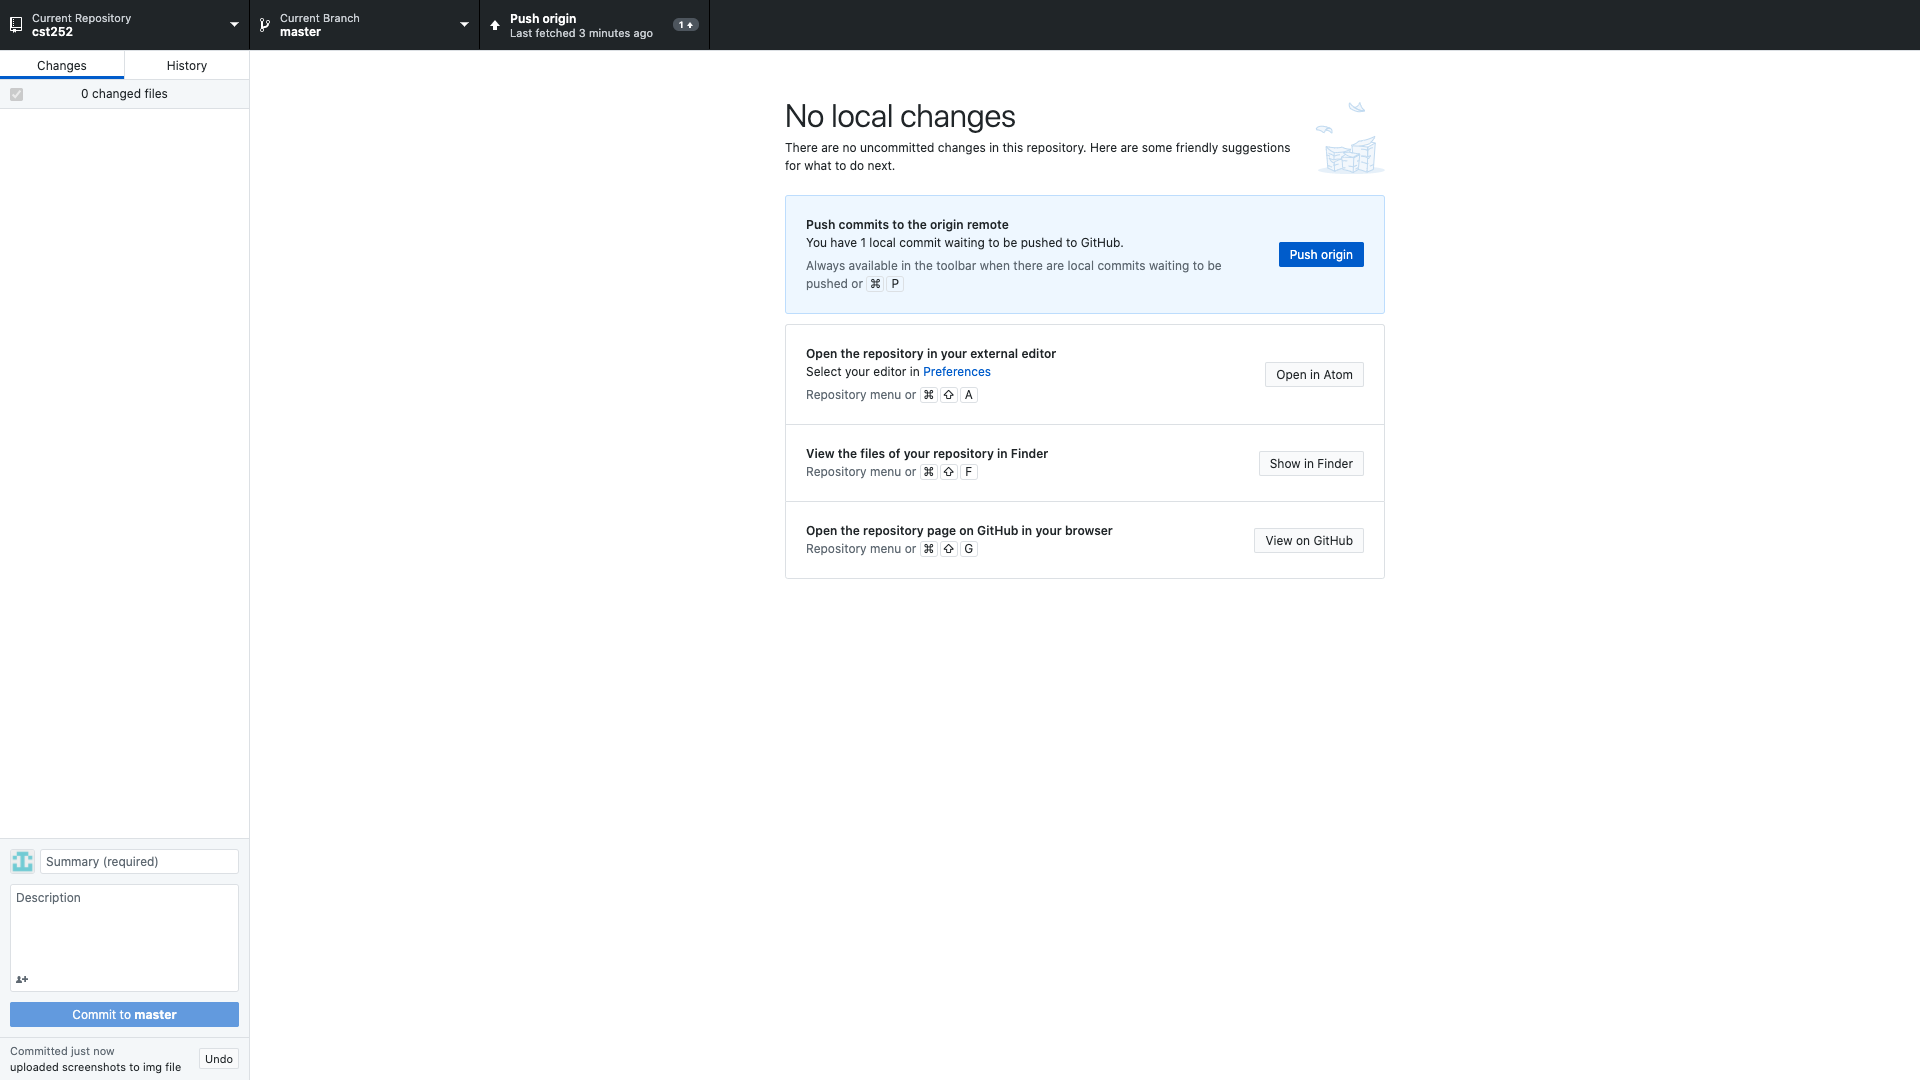 Current Repository
cst252
Current Branch
master
Push origin
Last fetched 3 minutes ago
1
Changes
History
0 changed files
No local changes
There are no uncommitted changes in this repository. Here are some friendly suggestions
for what to do next.
Push commits to the origin remote
You have 1 local commit waiting to be pushed to GitHub.
Always available in the toolbar when there are local commits waiting to be
pushed or ⌘ P
Push origin
Open the repository in your external editor
Select your editor in Preferences
Repository menu or ⌘ ⇧ A
Open in Atom
View the files of your repository in Finder
Repository menu or ⌘ ⇧ F
Show in Finder
Open the repository page on GitHub in your browser
Repository menu or ⌘ ⇧ G
View on GitHub
Summary (required)
Description
Commit to master
Committed just now
uploaded screenshots to img file
Undo